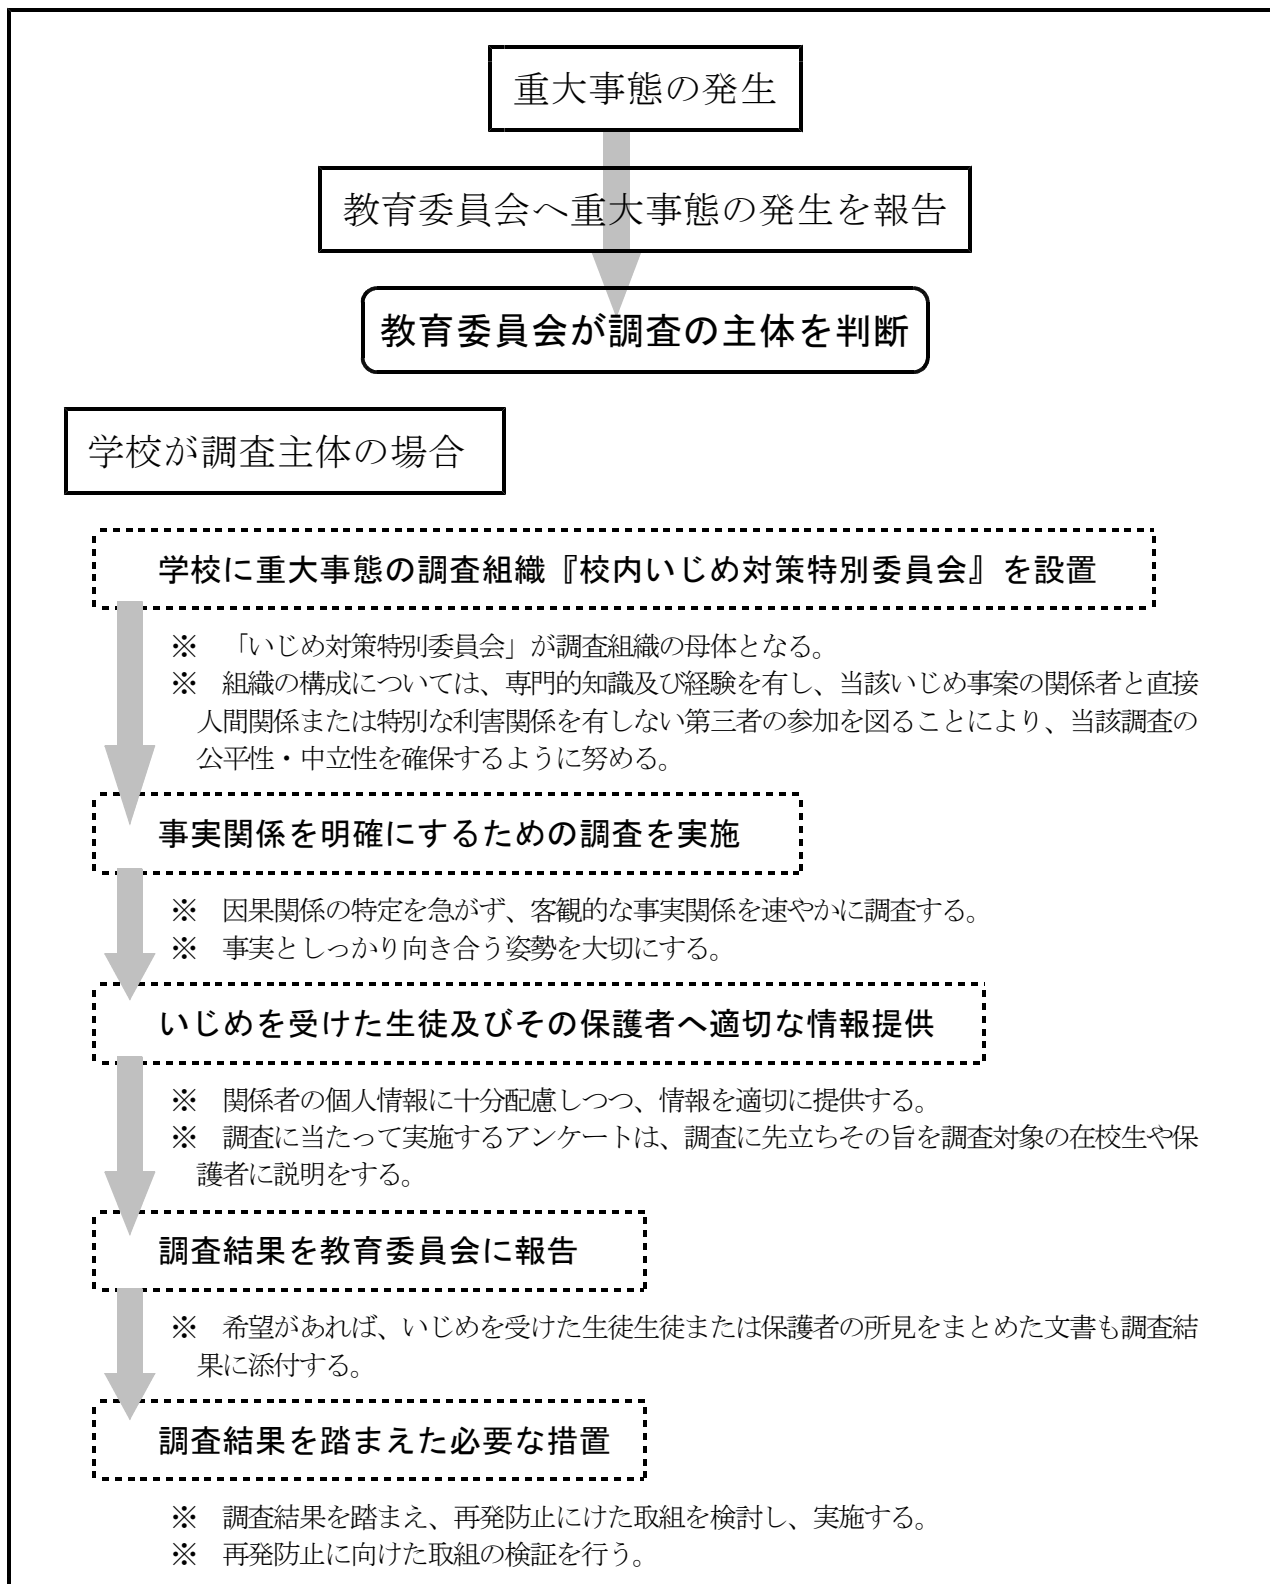 重大事態の発生
教育委員会へ重大事態の発生を報告
教育委員会が調査の主体を判断
学校が調査主体の場合
学校に重大事態の調査組織『校内いじめ対策特別委員会』を設置
※　「いじめ対策特別委員会」が調査組織の母体となる。
※　組織の構成については、専門的知識及び経験を有し、当該いじめ事案の関係者と直接
人間関係または特別な利害関係を有しない第三者の参加を図ることにより、当該調査の
公平性・中立性を確保するように努める。
事実関係を明確にするための調査を実施
※　因果関係の特定を急がず、客観的な事実関係を速やかに調査する。
※　事実としっかり向き合う姿勢を大切にする。
いじめを受けた生徒及びその保護者へ適切な情報提供
※　関係者の個人情報に十分配慮しつつ、情報を適切に提供する。
※　調査に当たって実施するアンケートは、調査に先立ちその旨を調査対象の在校生や保
護者に説明をする。
調査結果を教育委員会に報告
※　希望があれば、いじめを受けた生徒生徒または保護者の所見をまとめた文書も調査結
果に添付する。
調査結果を踏まえた必要な措置
※　調査結果を踏まえ、再発防止にけた取組を検討し、実施する。
※　再発防止に向けた取組の検証を行う。